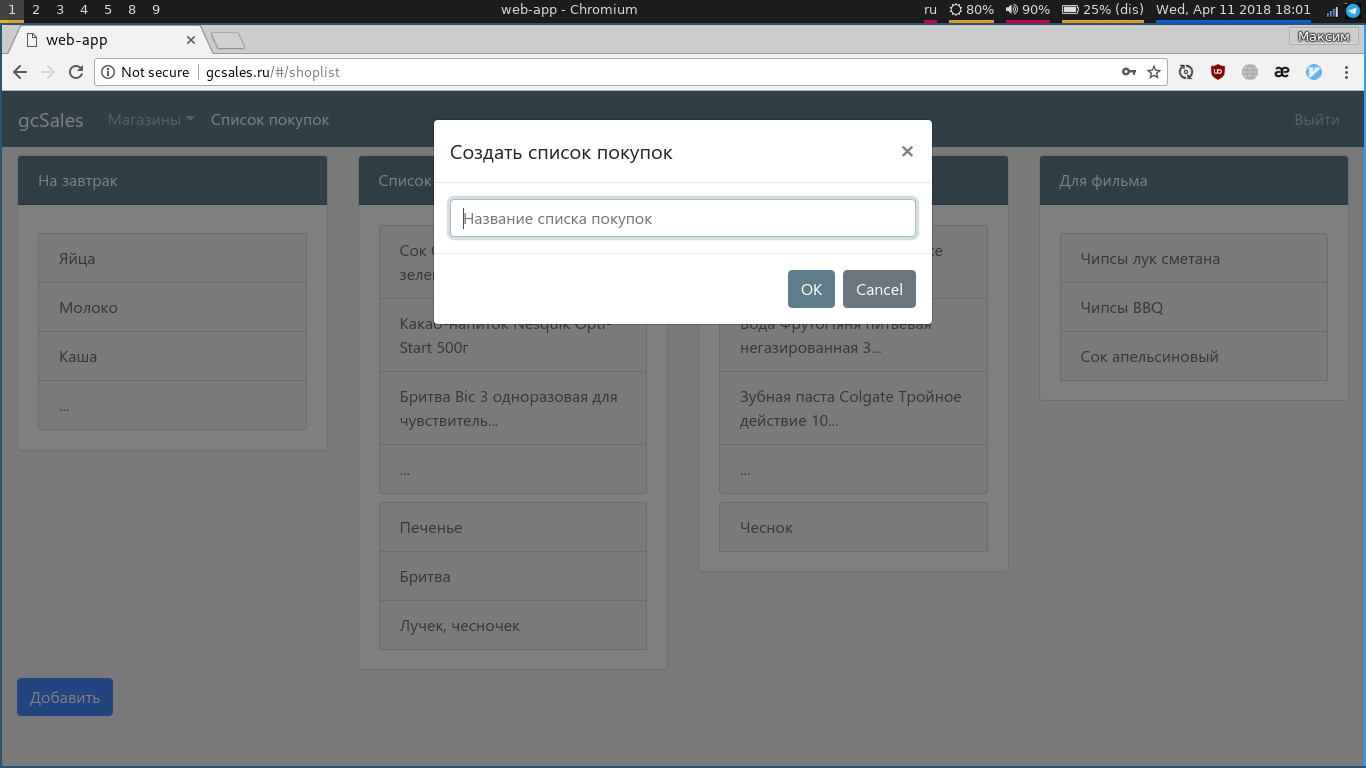 1 2 3 4 5 8 9 web-app - Chromium ru 80% 90% 25% (dis) Wed, Apr 11 2018 18:01
web-app Максим
Not secure gcsales.ru/#/shoplist
gcSales Магазины Список покупок Выйти
Создать список покупок
Название списка покупок
OK Cancel
На завтрак
Яйца
Молоко
Каша
...
Список
Сок
зелен
Какао-напиток Nesquik Opti-
Start 500г
Бритва Bic 3 одноразовая для
чувствитель...
...
Печенье
Бритва
Лучек, чесночек
Вода ФрутоНяня питьевая
негазированная 3...
Зубная паста Colgate Тройное
действие 10...
...
Чеснок
Для фильма
Чипсы лук сметана
Чипсы BBQ
Сок апельсиновый
Добавить